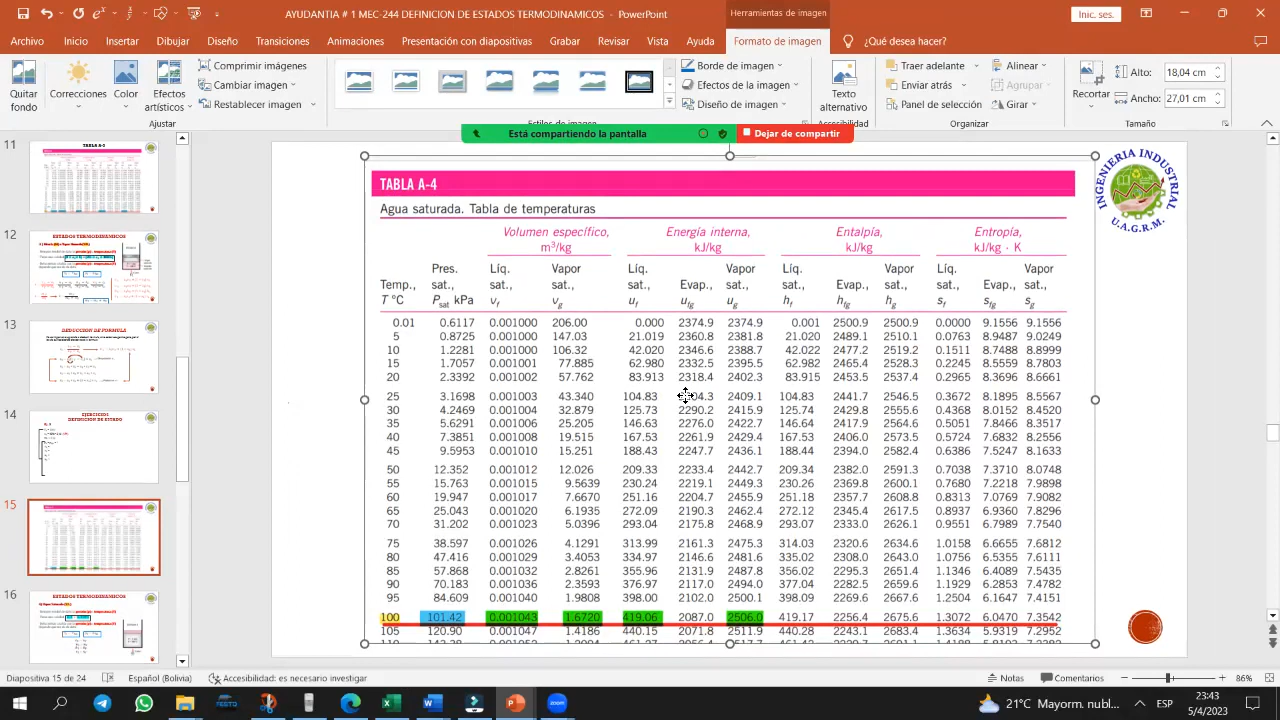 AYUDANTIA # 1 MEC-244 DEFINICION DE ESTADOS TERMODINAMICOS - PowerPoint
Herramientas de imagen
Inic. ses.
Archivo Inicio Insertar Dibujar Diseño Transiciones Animaciones Presentación con diapositivas Grabar Revisar Vista Ayuda Formato de imagen ¿Qué desea hacer?
Quitar fondo
Correcciones
Color
Efectos artísticos
Comprimir imágenes
Cambiar imagen
Restablecer imagen
Ajustar
Borde de imagen
Efectos de la imagen
Diseño de imagen
Texto alternativo
Accesibilidad
Traer adelante
Enviar atrás
Panel de selección
Alinear
Agrupar
Girar
Organizar
Recortar
Alto: 18,04 cm
Ancho: 27,01 cm
Tamaño
Está compartiendo la pantalla
Dejar de compartir
11
TABLA A-5
12
ESTADOS TERMODINAMICOS
13
DEDUCCION DE FORMULA
14
EJERCICIO 1
DEFINICION DE ESTADO
15
16
ESTADOS TERMODINAMICOS
INGENIERIA INDUSTRIAL
U.A.G.R.M.
TABLA A-4
Agua saturada. Tabla de temperaturas
Volumen específico, Energía interna, Entalpía, Entropía,
m³/kg kJ/kg kJ/kg kJ/kg · K
Pres. Líq. Vapor Líq. Vapor Líq. Vapor Líq. Vapor
Temp., sat., sat., sat., sat., Evap., sat., sat., Evap., sat., sat., Evap., sat.,
T °C Psat kPa vf vg uf ufg ug hf hfg hg sf sfg sg
0.01 0.6117 0.001000 206.00 0.000 2374.9 2374.9 0.001 2500.9 2500.9 0.0000 9.1556 9.1556
5 0.8725 0.001000 147.03 21.019 2360.8 2381.8 21.020 2489.1 2510.1 0.0763 8.9487 9.0249
10 1.2281 0.001000 106.32 42.020 2346.6 2388.7 42.022 2477.2 2519.2 0.1511 8.7488 8.8999
15 1.7057 0.001001 77.885 62.980 2332.5 2395.5 62.982 2465.4 2528.3 0.2245 8.5559 8.7803
20 2.3392 0.001002 57.762 83.913 2318.4 2402.3 83.915 2453.5 2537.4 0.2965 8.3696 8.6661
25 3.1698 0.001003 43.340 104.83 04.3 2409.1 104.83 2441.7 2546.5 0.3672 8.1895 8.5567
30 4.2469 0.001004 32.879 125.73 2290.2 2415.9 125.74 2429.8 2555.6 0.4368 8.0152 8.4520
35 5.6291 0.001006 25.205 146.63 2276.0 2422.7 146.64 2417.9 2564.6 0.5051 7.8466 8.3517
40 7.3851 0.001008 19.515 167.53 2261.9 2429.4 167.53 2406.0 2573.5 0.5724 7.6832 8.2556
45 9.5953 0.001010 15.251 188.43 2247.7 2436.1 188.44 2394.0 2582.4 0.6386 7.5247 8.1633
50 12.352 0.001012 12.026 209.33 2233.4 2442.7 209.34 2382.0 2591.3 0.7038 7.3710 8.0748
55 15.763 0.001015 9.5639 230.24 2219.1 2449.3 230.26 2369.8 2600.1 0.7680 7.2218 7.9898
60 19.947 0.001017 7.6670 251.16 2204.7 2455.9 251.18 2357.7 2608.8 0.8313 7.0769 7.9082
65 25.043 0.001020 6.1935 272.09 2190.3 2462.4 272.12 2345.4 2617.5 0.8937 6.9360 7.8296
70 31.202 0.001023 5.0396 293.04 2175.8 2468.9 293.07 2333.0 2626.1 0.9551 6.7989 7.7540
75 38.597 0.001026 4.1291 313.99 2161.3 2475.3 314.03 2320.6 2634.6 1.0158 6.6655 7.6812
80 47.416 0.001029 3.4053 334.97 2146.6 2481.6 335.02 2308.0 2643.0 1.0756 6.5355 7.6111
85 57.868 0.001032 2.8261 355.96 2131.9 2487.8 356.02 2295.3 2651.4 1.1346 6.4089 7.5435
90 70.183 0.001036 2.3593 376.97 2117.0 2494.0 377.04 2282.5 2659.6 1.1929 6.2853 7.4782
95 84.609 0.001040 1.9808 398.00 2102.0 2500.1 398.09 2269.6 2667.6 1.2504 6.1647 7.4151
100 101.42 0.001043 1.6720 419.06 2087.0 2506.0 419.17 2256.4 2675.6 1.3072 6.0470 7.3542
105 120.90 0.001047 1.4186 440.15 2071.8 2511.9 440.28 2243.1 2683.4 1.3634 5.9319 7.2952
Diapositiva 15 de 24 Español (Bolivia) Accesibilidad: es necesario investigar Notas Comentarios 86%
21°C Mayorm. nubl... ESP 23:43
5/4/2023